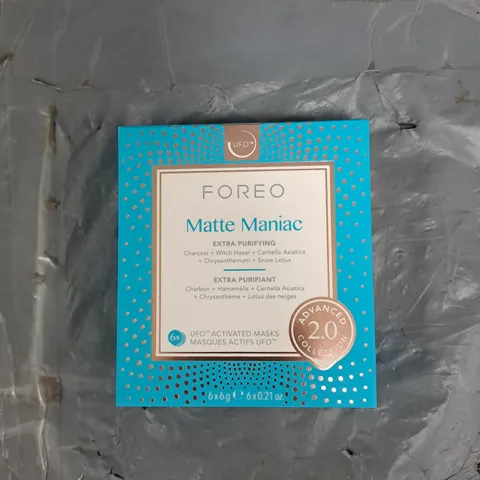 UFO™
FOREO
Matte Maniac
EXTRA PURIFYING
Charcoal + Witch Hazel + Centella Asiatica
+ Chrysanthemum + Snow Lotus
EXTRA PURIFIANT
Charbon + Hamamélis + Centella Asiatica
+ Chrysanthème + Lotus des neiges
6x
UFO™ ACTIVATED MASKS
MASQUES ACTIFS UFO™
ADVANCED
2.0
COLLECTION
6 x 6g ℮ 6 x 0.21 oz